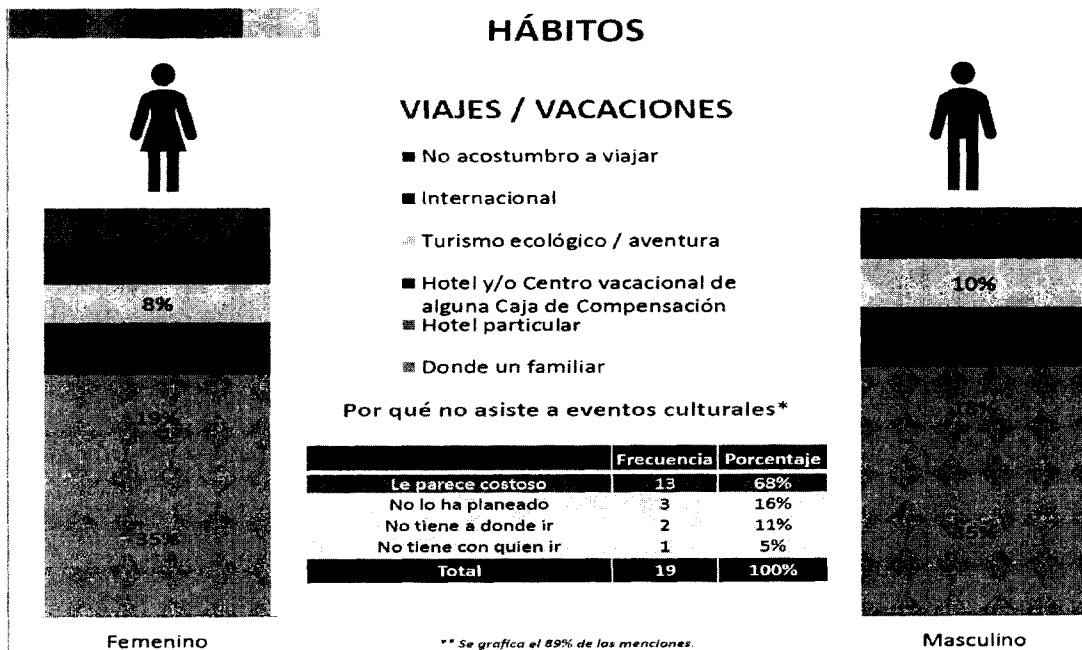 HÁBITOS
VIAJES / VACACIONES
No acostumbro a viajar
Internacional
Turismo ecológico / aventura
Hotel y/o Centro vacacional de
alguna Caja de Compensación
Hotel particular
Donde un familiar
8%
19%
35%
Femenino
10%
Masculino
Por qué no asiste a eventos culturales*
Frecuencia Porcentaje
Le parece costoso 13 68%
No lo ha planeado 3 16%
No tiene a donde ir 2 11%
No tiene con quien ir 1 5%
Total 19 100%
** Se grafica el 89% de las menciones.